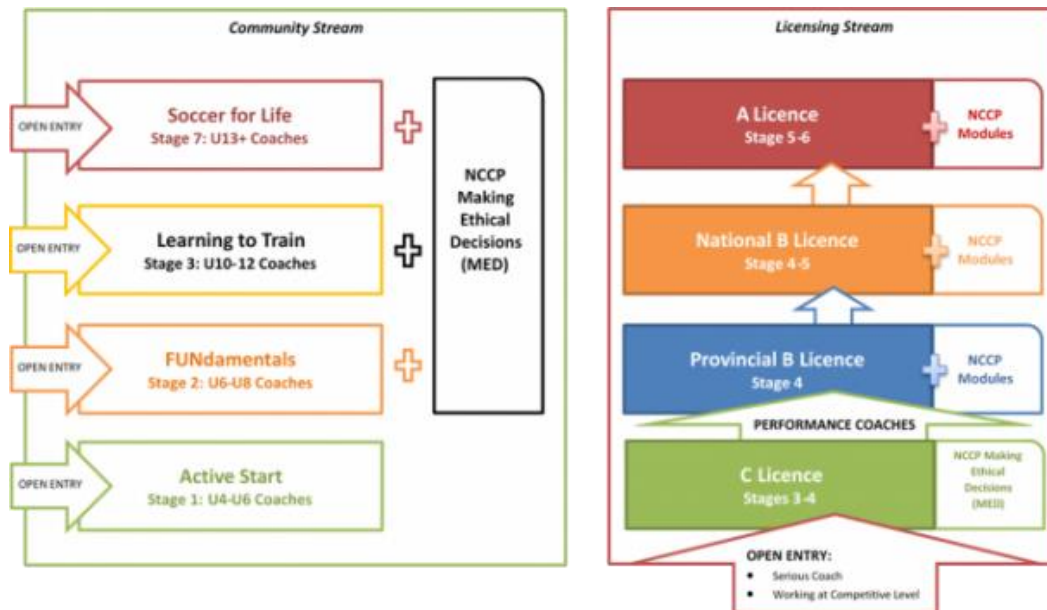 Community Stream
OPEN ENTRY
Soccer for Life
Stage 7: U13+ Coaches
OPEN ENTRY
Learning to Train
Stage 3: U10-12 Coaches
OPEN ENTRY
FUNdamentals
Stage 2: U6-U8 Coaches
OPEN ENTRY
Active Start
Stage 1: U4-U6 Coaches
NCCP
Making
Ethical
Decisions
(MED)
Licensing Stream
A Licence
Stage 5-6
NCCP
Modules
National B Licence
Stage 4-5
NCCP
Modules
Provincial B Licence
Stage 4
NCCP
Modules
PERFORMANCE COACHES
C Licence
Stages 3-4
NCCP Making
Ethical
Decisions
(MED)
OPEN ENTRY:
• Serious Coach
• Working at Competitive Level